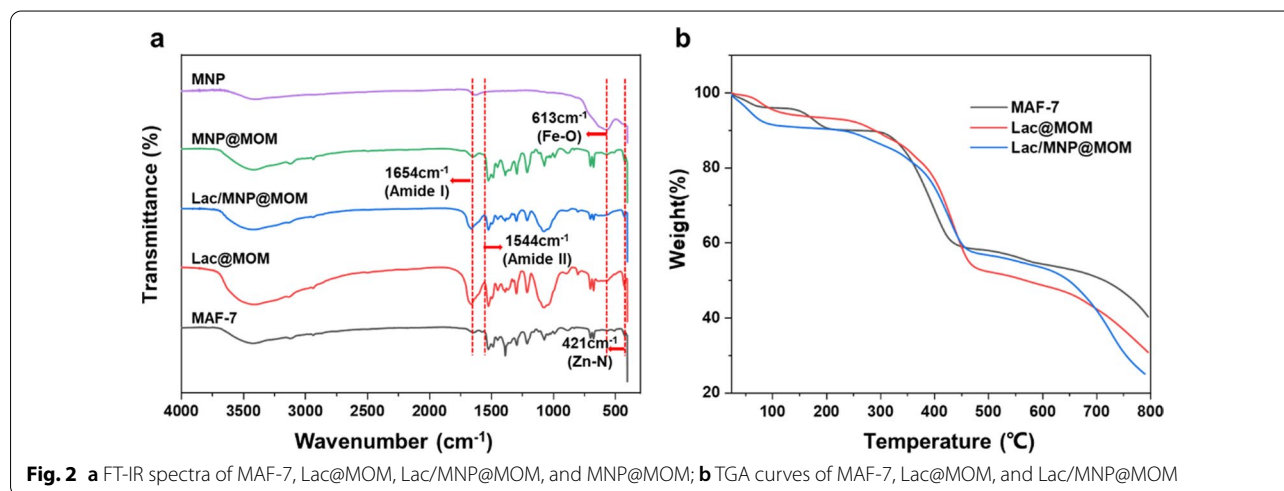 a
MNP
MNP@MOM
Lac/MNP@MOM
Lac@MOM
MAF-7
613cm-1
(Fe-O)
1654cm-1
(Amide I)
1544cm-1
(Amide II)
421cm-1
(Zn-N)
Transmittance (%)
4000 3500 3000 2500 2000 1500 1000 500
Wavenumber (cm-1)
b
MAF-7
Lac@MOM
Lac/MNP@MOM
Weight(%)
100
80
60
40
20
100 200 300 400 500 600 700 800
Temperature (℃)
Fig. 2 a FT-IR spectra of MAF-7, Lac@MOM, Lac/MNP@MOM, and MNP@MOM; b TGA curves of MAF-7, Lac@MOM, and Lac/MNP@MOM